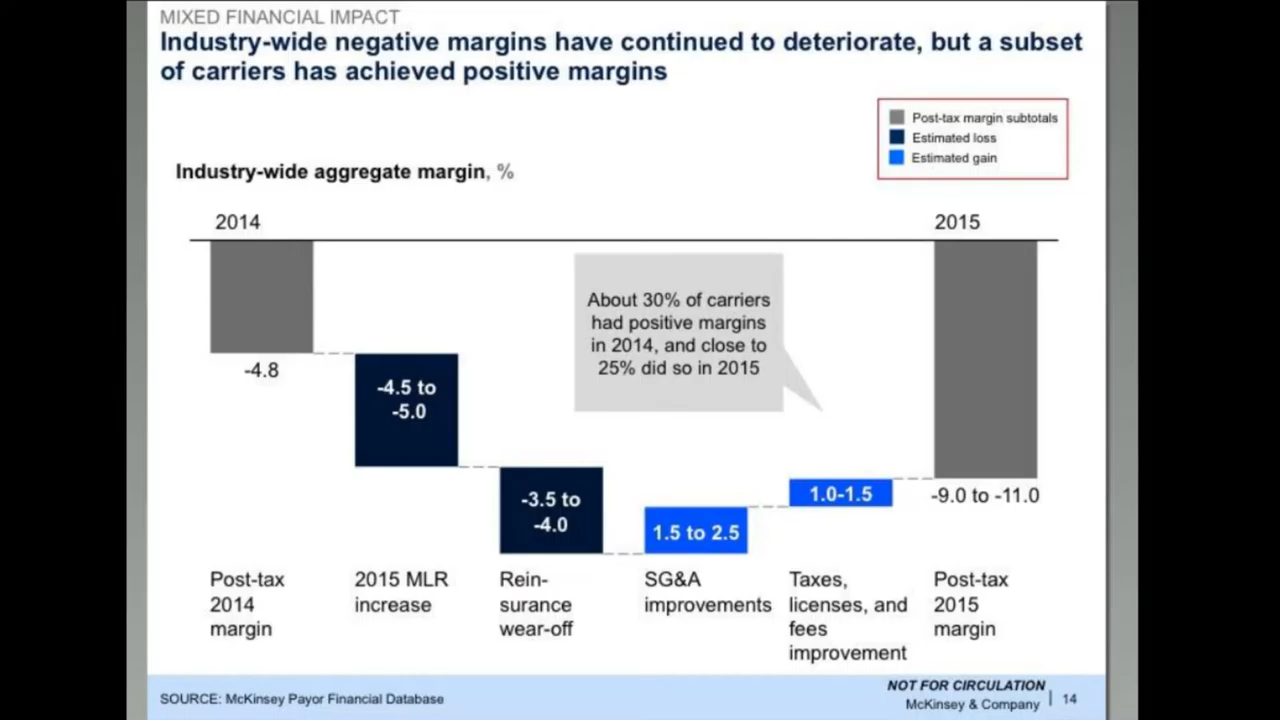 MIXED FINANCIAL IMPACT
Industry-wide negative margins have continued to deteriorate, but a subset
of carriers has achieved positive margins
Post-tax margin subtotals
Estimated loss
Estimated gain
Industry-wide aggregate margin, %
2014
2015
About 30% of carriers
had positive margins
in 2014, and close to
25% did so in 2015
-4.8
-4.5 to
-5.0
-3.5 to
-4.0
1.5 to 2.5
1.0-1.5
-9.0 to -11.0
Post-tax
2014
margin
2015 MLR
increase
Rein-
surance
wear-off
SG&A
improvements
Taxes,
licenses, and
fees
improvement
Post-tax
2015
margin
SOURCE: McKinsey Payor Financial Database
NOT FOR CIRCULATION
McKinsey & Company
14